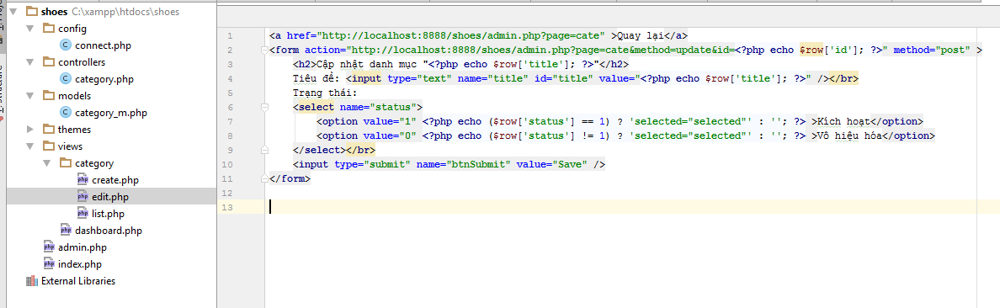 shoes C:\xampp\htdocs\shoes
config
connect.php
controllers
category.php
models
category_m.php
themes
views
category
create.php
edit.php
list.php
dashboard.php
admin.php
index.php
External Libraries
1 <a href="http://localhost:8888/shoes/admin.php?page=cate" >Quay lại</a>
2 <form action="http://localhost:8888/shoes/admin.php?page=cate&method=update&id=<?php echo $row['id']; ?>" method="post" >
3 <h2>Cập nhật danh mục "<?php echo $row['title']; ?>"</h2>
4 Tiêu đề: <input type="text" name="title" id="title" value="<?php echo $row['title']; ?>" /></br>
5 Trạng thái:
6 <select name="status">
7 <option value="1" <?php echo ($row['status'] == 1) ? 'selected="selected"' : ''; ?> >Kích hoạt</option>
8 <option value="0" <?php echo ($row['status'] != 1) ? 'selected="selected"' : ''; ?> >Vô hiệu hóa</option>
9 </select></br>
10 <input type="submit" name="btnSubmit" value="Save" />
11 </form>
12
13